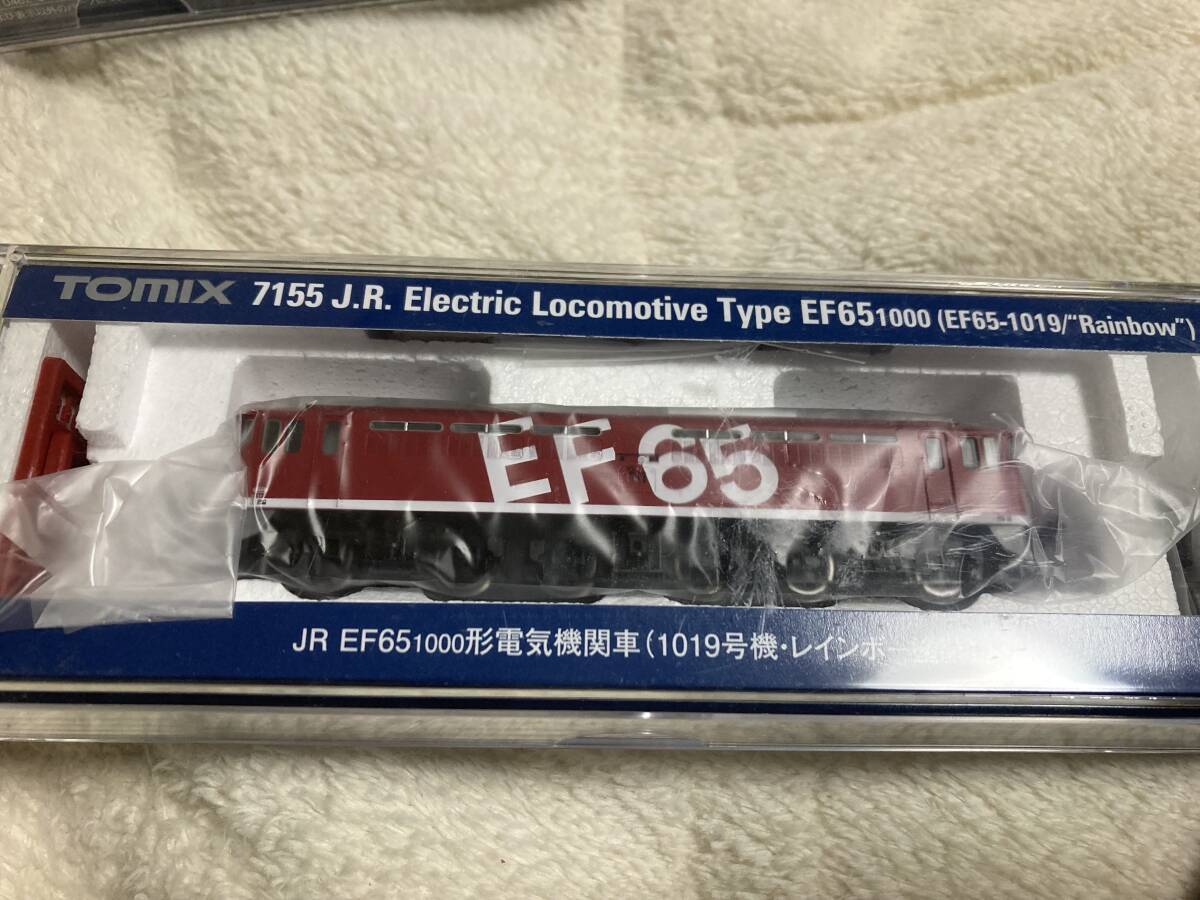 TOMIX 7155 J.R. Electric Locomotive Type EF651000 (EF65-1019/"Rainbow")
EF65
JR EF651000形電気機関車(1019号機・レインボー